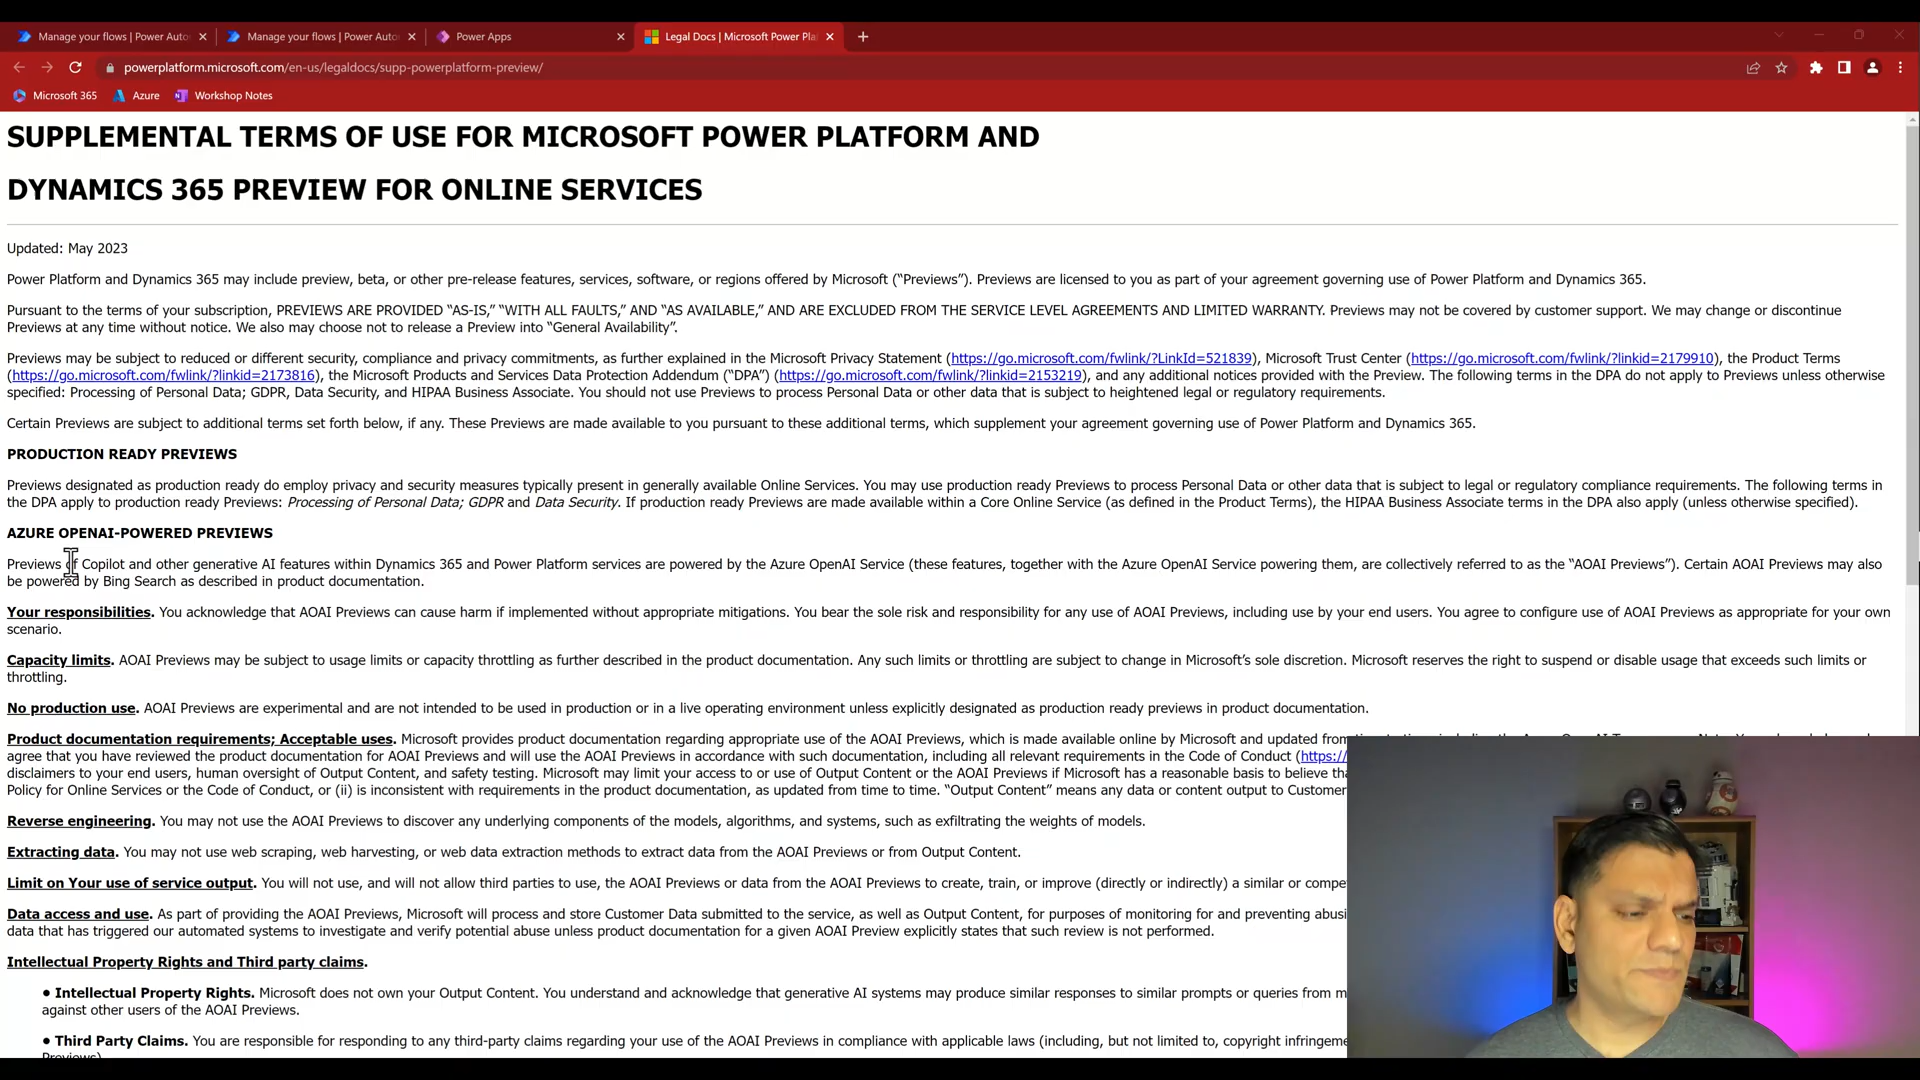 Manage your flows | Power Auto
Manage your flows | Power Auto
Power Apps
Legal Docs | Microsoft Power Pla
powerplatform.microsoft.com/en-us/legaldocs/supp-powerplatform-preview/
Microsoft 365 Azure Workshop Notes
SUPPLEMENTAL TERMS OF USE FOR MICROSOFT POWER PLATFORM AND
DYNAMICS 365 PREVIEW FOR ONLINE SERVICES
Updated: May 2023
Power Platform and Dynamics 365 may include preview, beta, or other pre-release features, services, software, or regions offered by Microsoft (“Previews”). Previews are licensed to you as part of your agreement governing use of Power Platform and Dynamics 365.
Pursuant to the terms of your subscription, PREVIEWS ARE PROVIDED “AS-IS,” “WITH ALL FAULTS,” AND “AS AVAILABLE,” AND ARE EXCLUDED FROM THE SERVICE LEVEL AGREEMENTS AND LIMITED WARRANTY. Previews may not be covered by customer support. We may change or discontinue
Previews at any time without notice. We also may choose not to release a Preview into “General Availability”.
Previews may be subject to reduced or different security, compliance and privacy commitments, as further explained in the Microsoft Privacy Statement (https://go.microsoft.com/fwlink/?LinkId=521839), Microsoft Trust Center (https://go.microsoft.com/fwlink/?linkid=2179910), the Product Terms
(https://go.microsoft.com/fwlink/?linkid=2173816), the Microsoft Products and Services Data Protection Addendum (“DPA”) (https://go.microsoft.com/fwlink/?linkid=2153219), and any additional notices provided with the Preview. The following terms in the DPA do not apply to Previews unless otherwise
specified: Processing of Personal Data; GDPR, Data Security, and HIPAA Business Associate. You should not use Previews to process Personal Data or other data that is subject to heightened legal or regulatory requirements.
Certain Previews are subject to additional terms set forth below, if any. These Previews are made available to you pursuant to these additional terms, which supplement your agreement governing use of Power Platform and Dynamics 365.
PRODUCTION READY PREVIEWS
Previews designated as production ready do employ privacy and security measures typically present in generally available Online Services. You may use production ready Previews to process Personal Data or other data that is subject to legal or regulatory compliance requirements. The following terms in
the DPA apply to production ready Previews: Processing of Personal Data; GDPR and Data Security. If production ready Previews are made available within a Core Online Service (as defined in the Product Terms), the HIPAA Business Associate terms in the DPA also apply (unless otherwise specified).
AZURE OPENAI-POWERED PREVIEWS
Previews of Copilot and other generative AI features within Dynamics 365 and Power Platform services are powered by the Azure OpenAI Service (these features, together with the Azure OpenAI Service powering them, are collectively referred to as the “AOAI Previews”). Certain AOAI Previews may also
be powered by Bing Search as described in product documentation.
Your responsibilities. You acknowledge that AOAI Previews can cause harm if implemented without appropriate mitigations. You bear the sole risk and responsibility for any use of AOAI Previews, including use by your end users. You agree to configure use of AOAI Previews as appropriate for your own
scenario.
Capacity limits. AOAI Previews may be subject to usage limits or capacity throttling as further described in the product documentation. Any such limits or throttling are subject to change in Microsoft’s sole discretion. Microsoft reserves the right to suspend or disable usage that exceeds such limits or
throttling.
No production use. AOAI Previews are experimental and are not intended to be used in production or in a live operating environment unless explicitly designated as production ready previews in product documentation.
Product documentation requirements; Acceptable uses. Microsoft provides product documentation regarding appropriate use of the AOAI Previews, which is made available online by Microsoft and updated from
agree that you have reviewed the product documentation for AOAI Previews and will use the AOAI Previews in accordance with such documentation, including all relevant requirements in the Code of Conduct (https://
disclaimers to your end users, human oversight of Output Content, and safety testing. Microsoft may limit your access to or use of Output Content or the AOAI Previews if Microsoft has a reasonable basis to believe tha
Policy for Online Services or the Code of Conduct, or (ii) is inconsistent with requirements in the product documentation, as updated from time to time. “Output Content” means any data or content output to Customer
Reverse engineering. You may not use the AOAI Previews to discover any underlying components of the models, algorithms, and systems, such as exfiltrating the weights of models.
Extracting data. You may not use web scraping, web harvesting, or web data extraction methods to extract data from the AOAI Previews or from Output Content.
Limit on Your use of service output. You will not use, and will not allow third parties to use, the AOAI Previews or data from the AOAI Previews to create, train, or improve (directly or indirectly) a similar or compe
Data access and use. As part of providing the AOAI Previews, Microsoft will process and store Customer Data submitted to the service, as well as Output Content, for purposes of monitoring for and preventing abusi
data that has triggered our automated systems to investigate and verify potential abuse unless product documentation for a given AOAI Preview explicitly states that such review is not performed.
Intellectual Property Rights and Third party claims.
● Intellectual Property Rights. Microsoft does not own your Output Content. You understand and acknowledge that generative AI systems may produce similar responses to similar prompts or queries from m
against other users of the AOAI Previews.
● Third Party Claims. You are responsible for responding to any third-party claims regarding your use of the AOAI Previews in compliance with applicable laws (including, but not limited to, copyright infringeme
Previews).